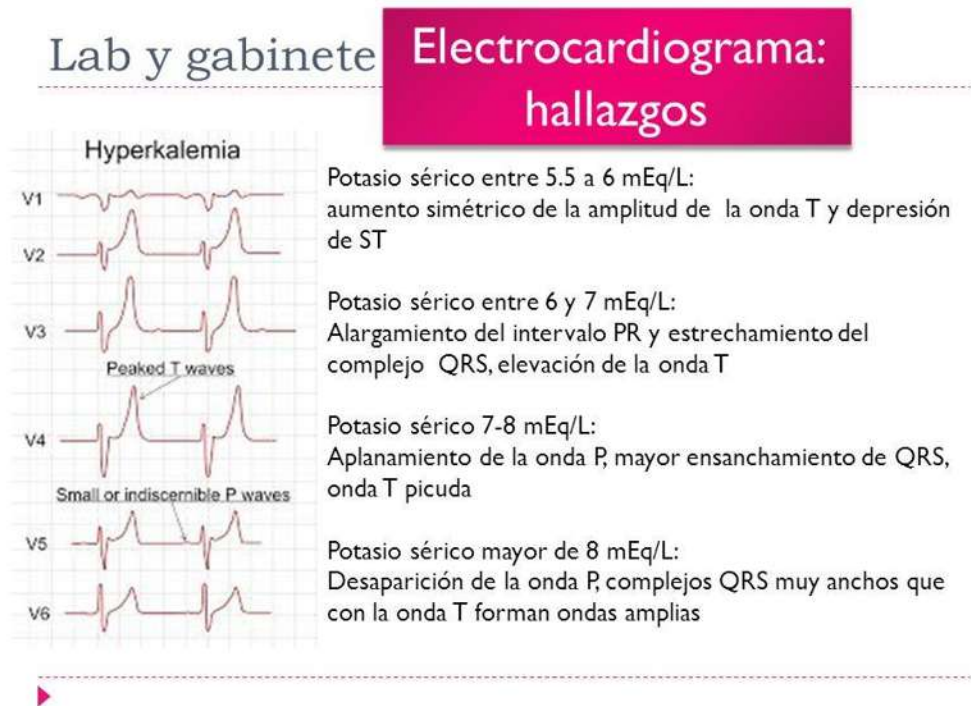 Lab y gabinete
Electrocardiograma:
hallazgos
Hyperkalemia
V1
V2
V3
Peaked T waves
V4
Small or indiscernible P waves
V5
V6
Potasio sérico entre 5.5 a 6 mEq/L:
aumento simétrico de la amplitud de la onda T y depresión
de ST
Potasio sérico entre 6 y 7 mEq/L:
Alargamiento del intervalo PR y estrechamiento del
complejo QRS, elevación de la onda T
Potasio sérico 7-8 mEq/L:
Aplanamiento de la onda P, mayor ensanchamiento de QRS,
onda T picuda
Potasio sérico mayor de 8 mEq/L:
Desaparición de la onda P, complejos QRS muy anchos que
con la onda T forman ondas amplias